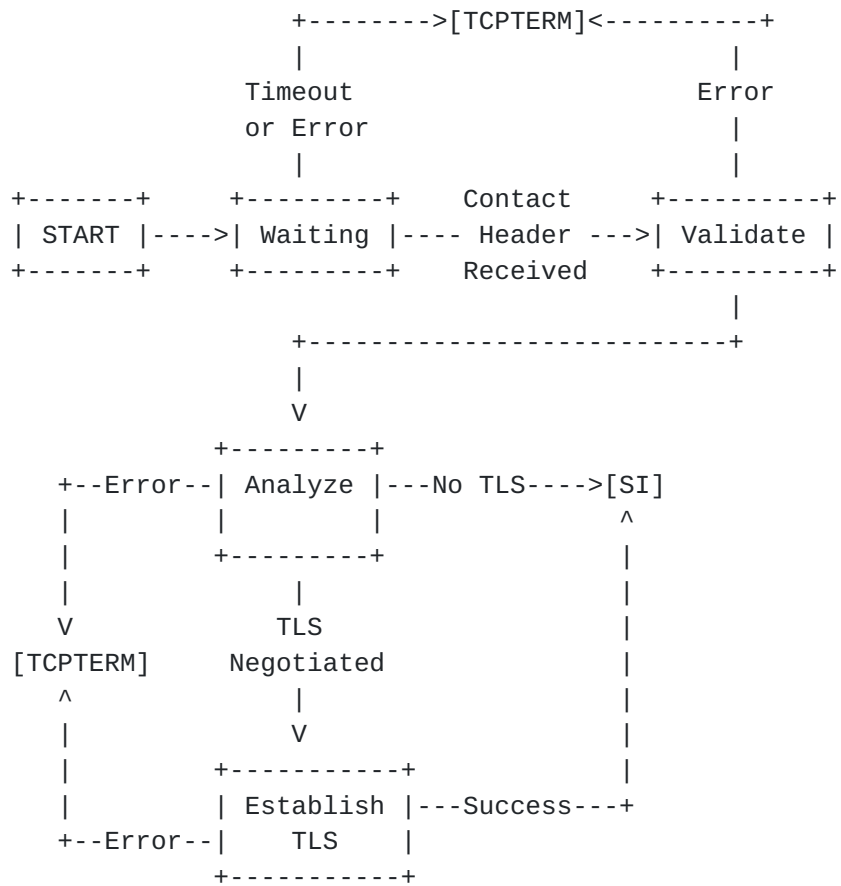 +-------->[TCPTERM]<----------+
|                             |
Timeout                     Error
or Error                      |
|                             |
+-------+     +---------+    Contact     +----------+
| START |---->| Waiting |---- Header --->| Validate |
+-------+     +---------+    Received    +----------+
|
+---------------------------+
|
V
+---------+
+--Error--| Analyze |---No TLS---->[SI]
|         |         |               ^
|         +---------+               |
|              |                    |
V             TLS                   |
[TCPTERM]     Negotiated               |
^              |                    |
|              V                    |
|         +-----------+             |
|         | Establish |---Success---+
+--Error--|    TLS    |
+-----------+